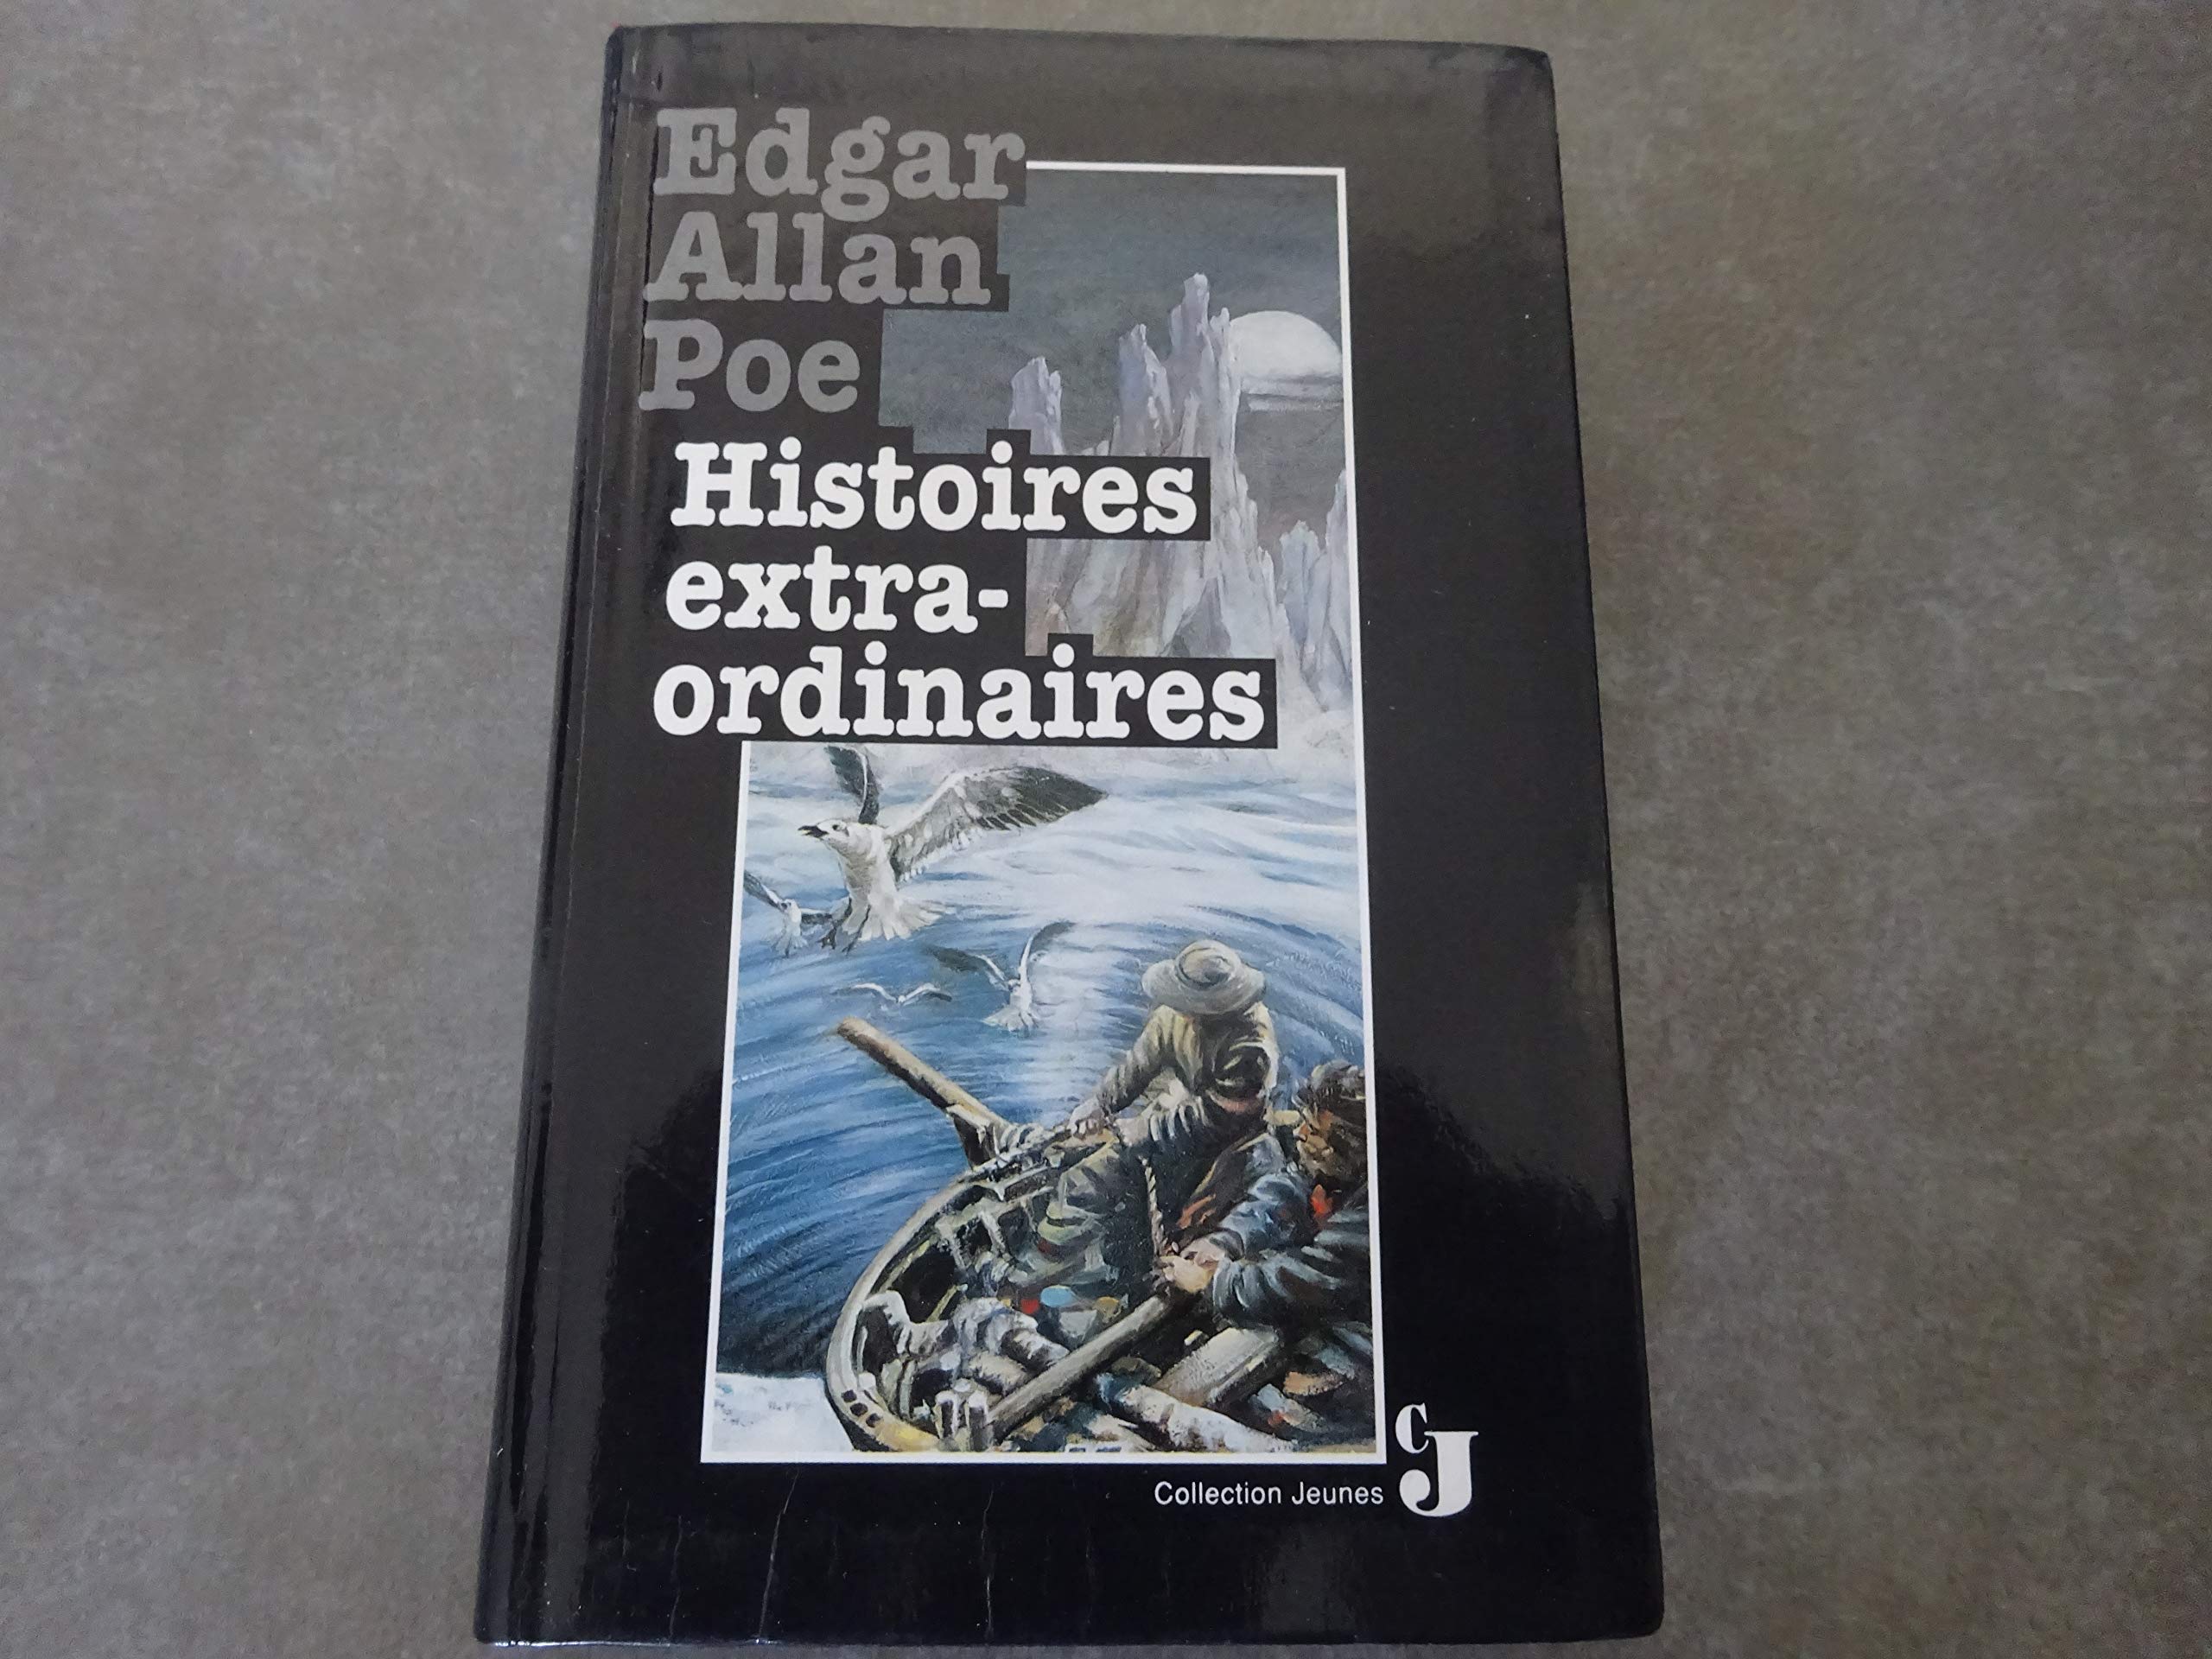 Edgar
Allan
Poe
Histoires
extra-
ordinaires
Collection Jeunes
CJ